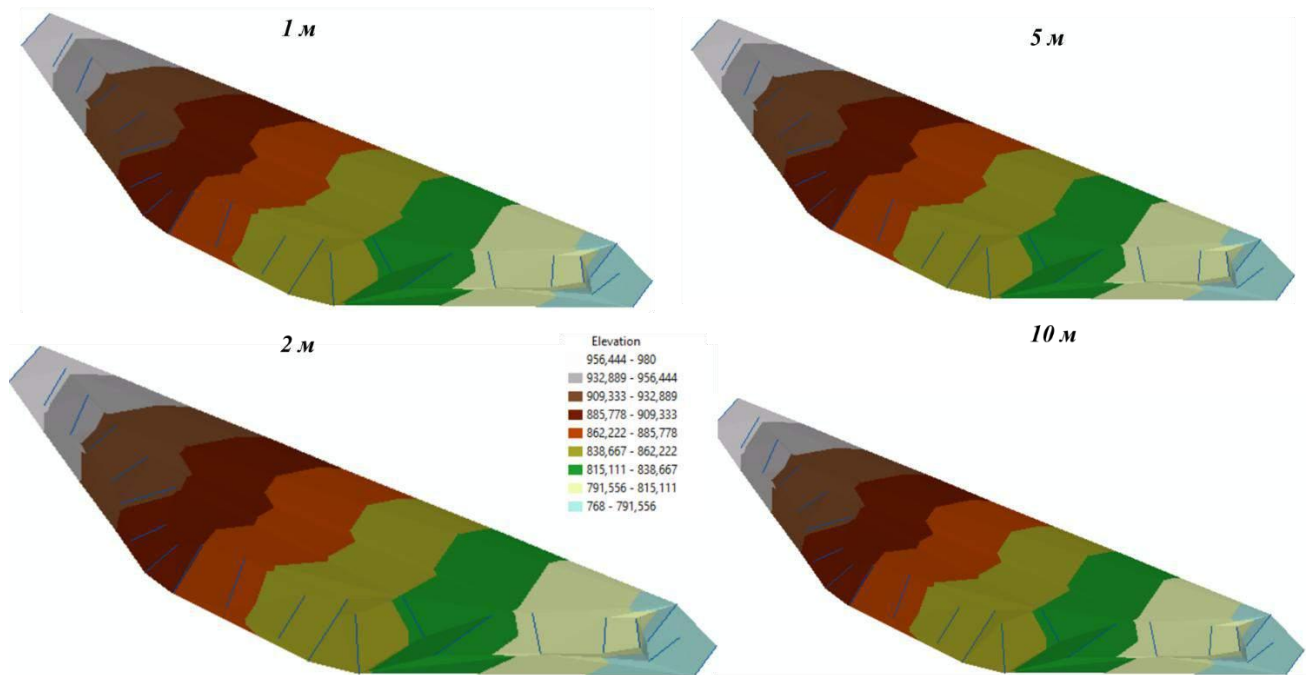 1 м
5 м
2 м
10 м
Elevation
956,444 - 980
932,889 - 956,444
909,333 - 932,889
885,778 - 909,333
862,222 - 885,778
838,667 - 862,222
815,111 - 838,667
791,556 - 815,111
768 - 791,556